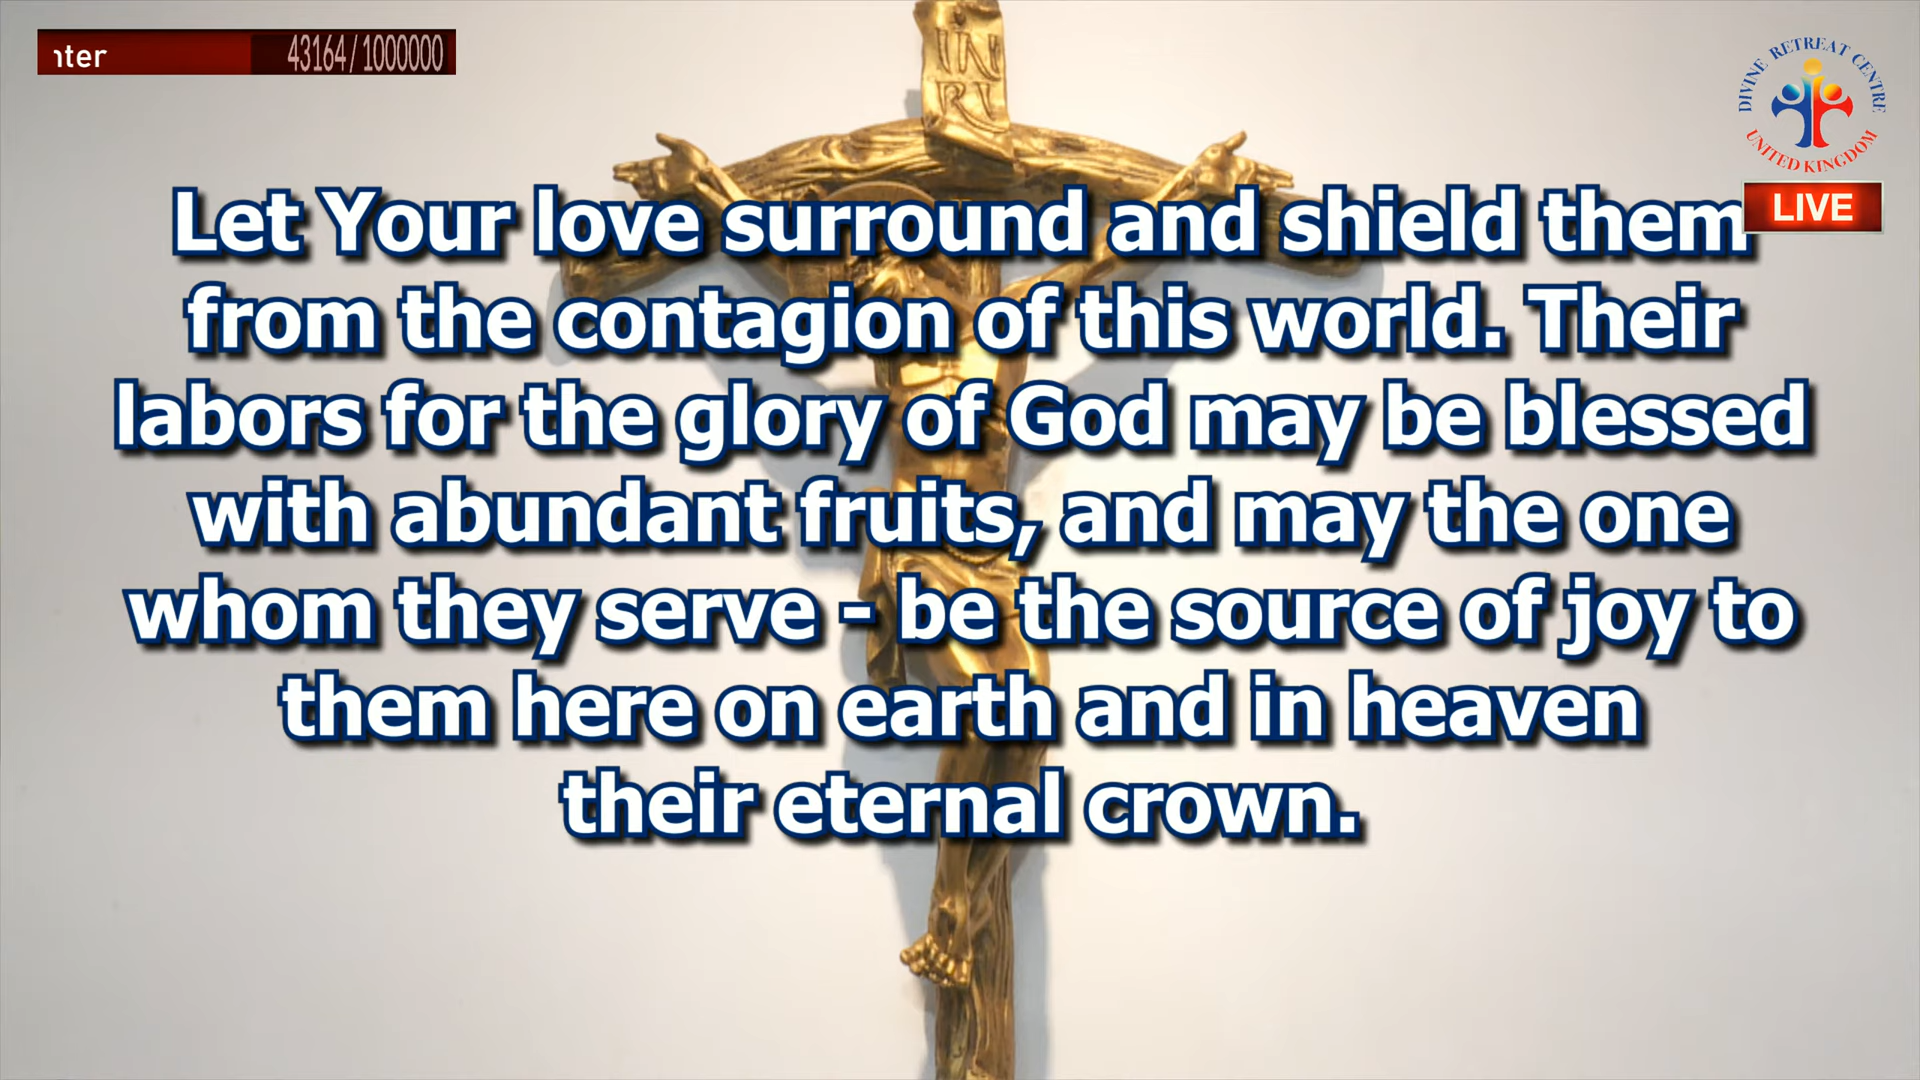 nter 43164/1000000
INRI
DIVINE RETREAT CENTRE
UNITED KINGDOM
LIVE
Let Your love surround and shield them
from the contagion of this world. Their
labors for the glory of God may be blessed
with abundant fruits, and may the one
whom they serve - be the source of joy to
them here on earth and in heaven
their eternal crown.